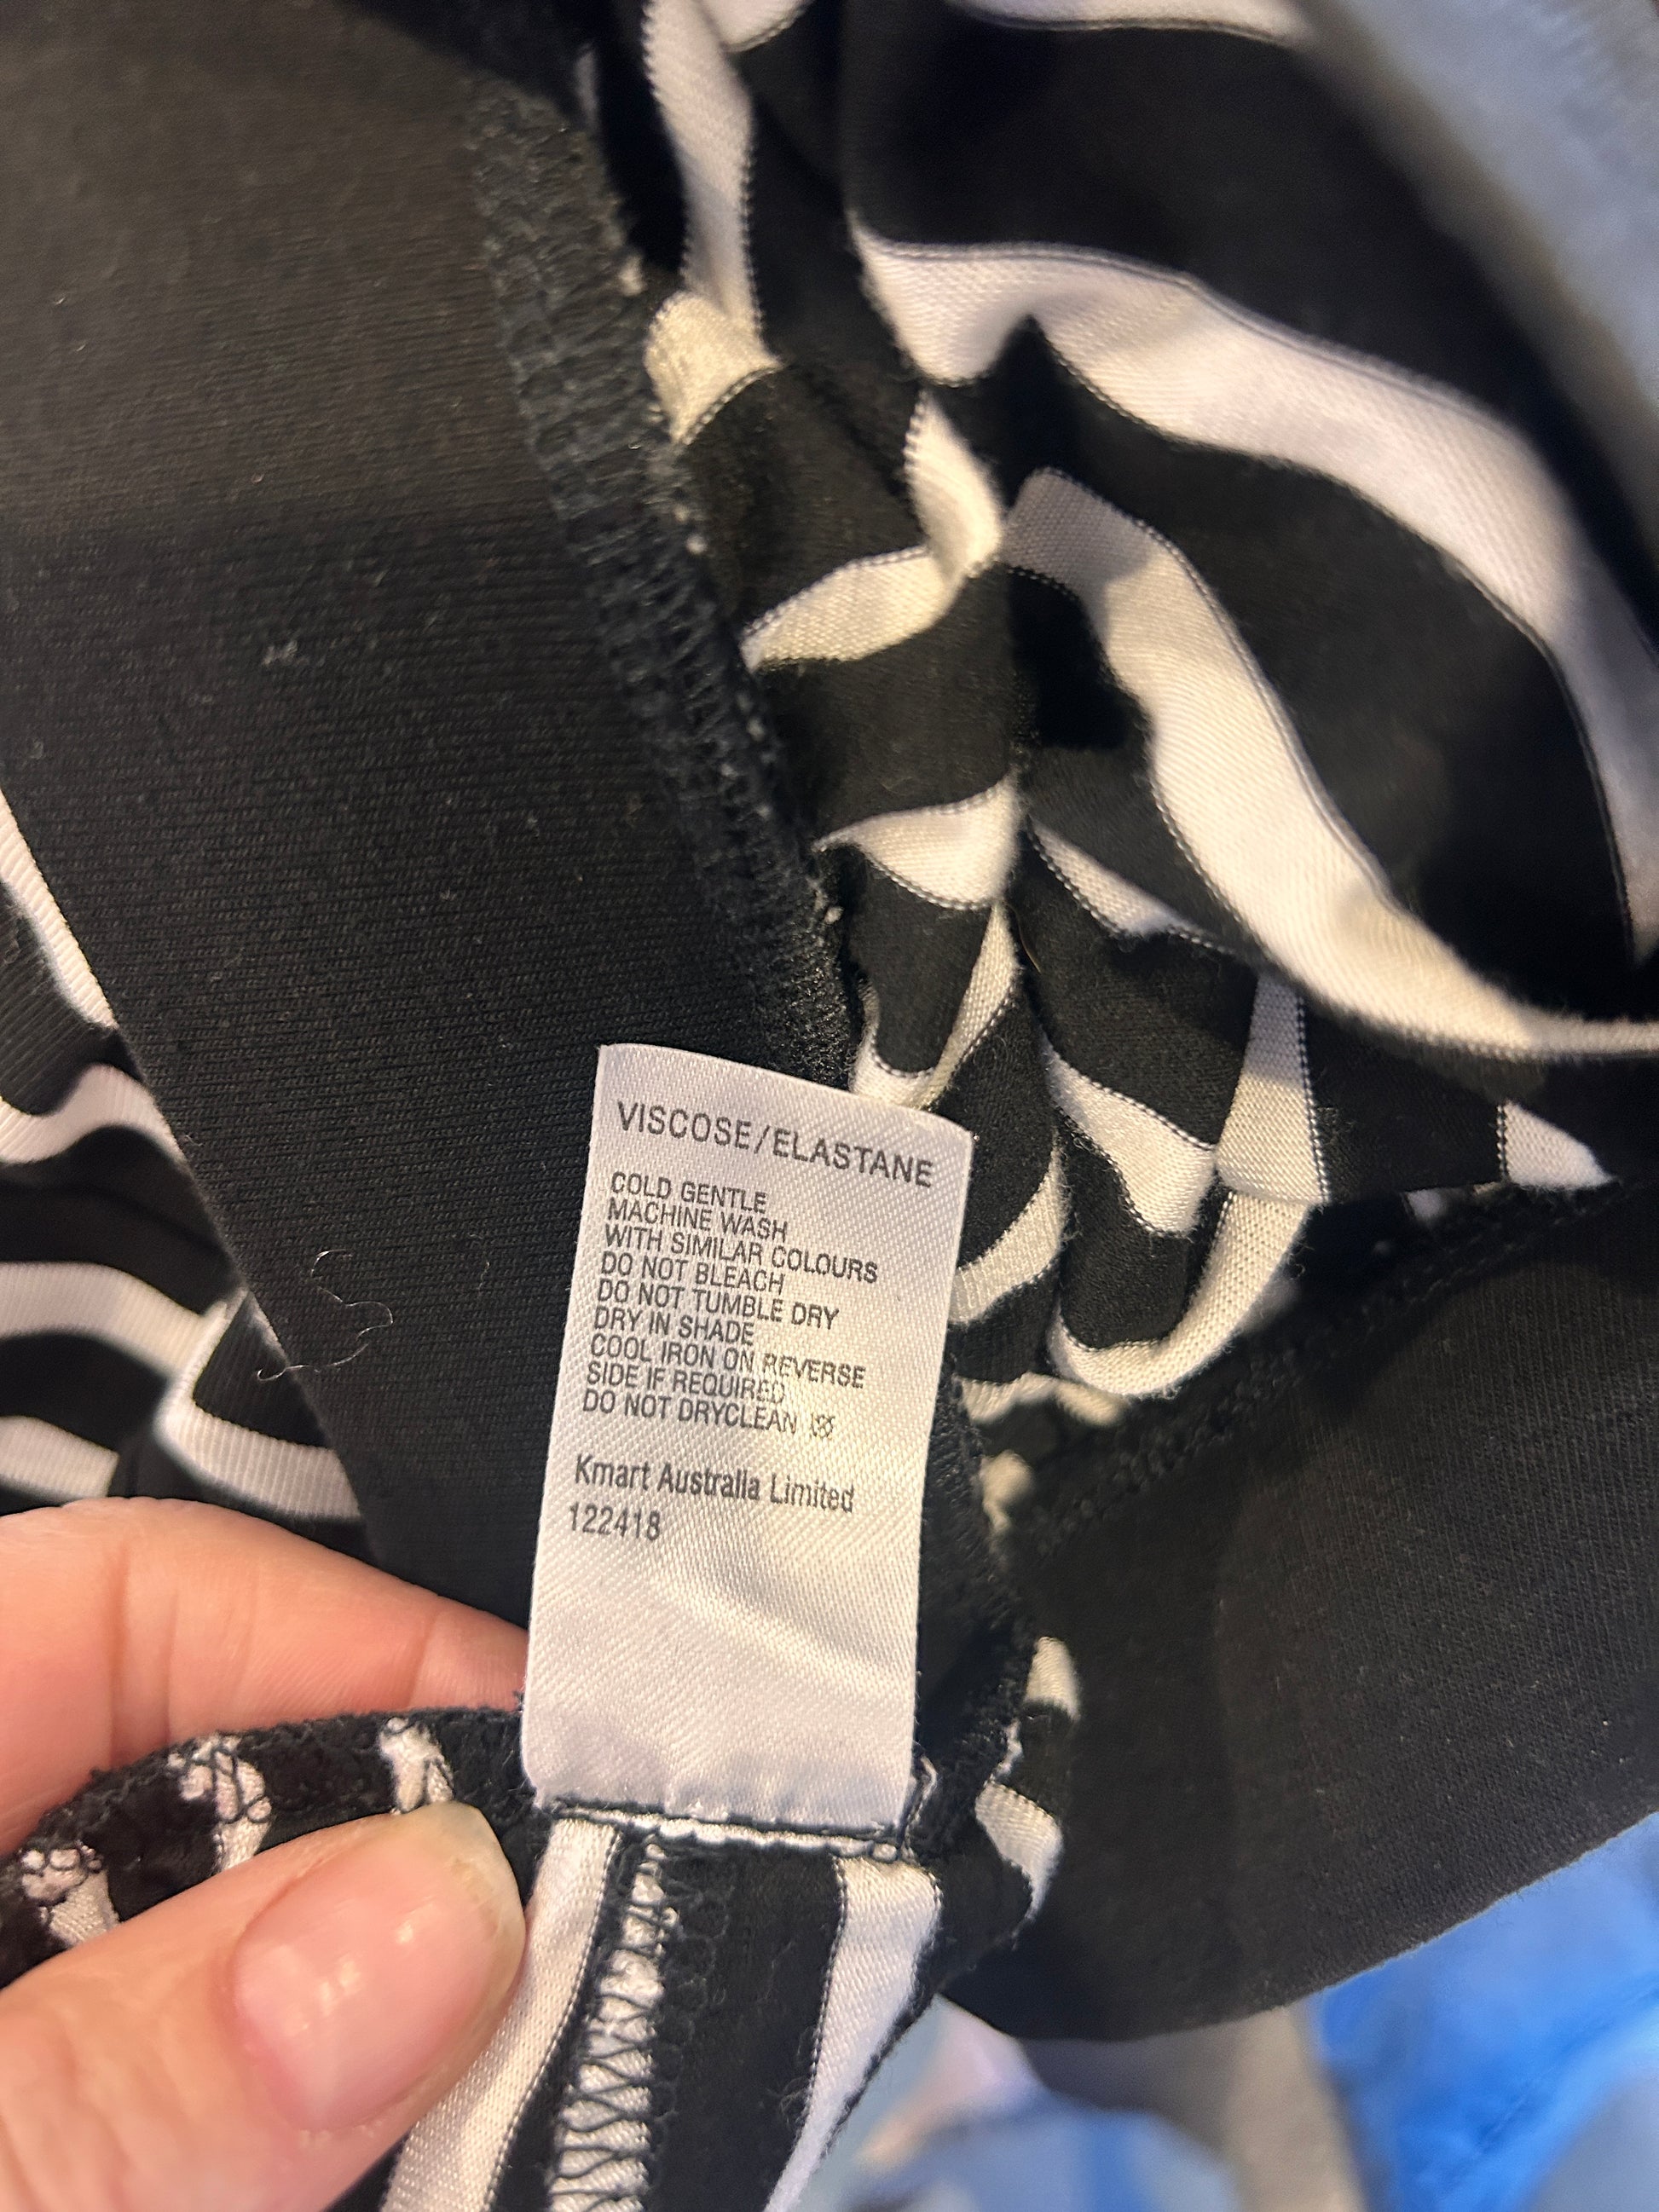 VISCOSE/ELASTANE
COLD GENTLE
MACHINE WASH
WITH SIMILAR COLOURS
DO NOT BLEACH
DO NOT TUMBLE DRY
DRY IN SHADE
COOL IRON ON REVERSE
SIDE IF REQUIRED
DO NOT DRYCLEAN
Kmart Australia Limited
122418